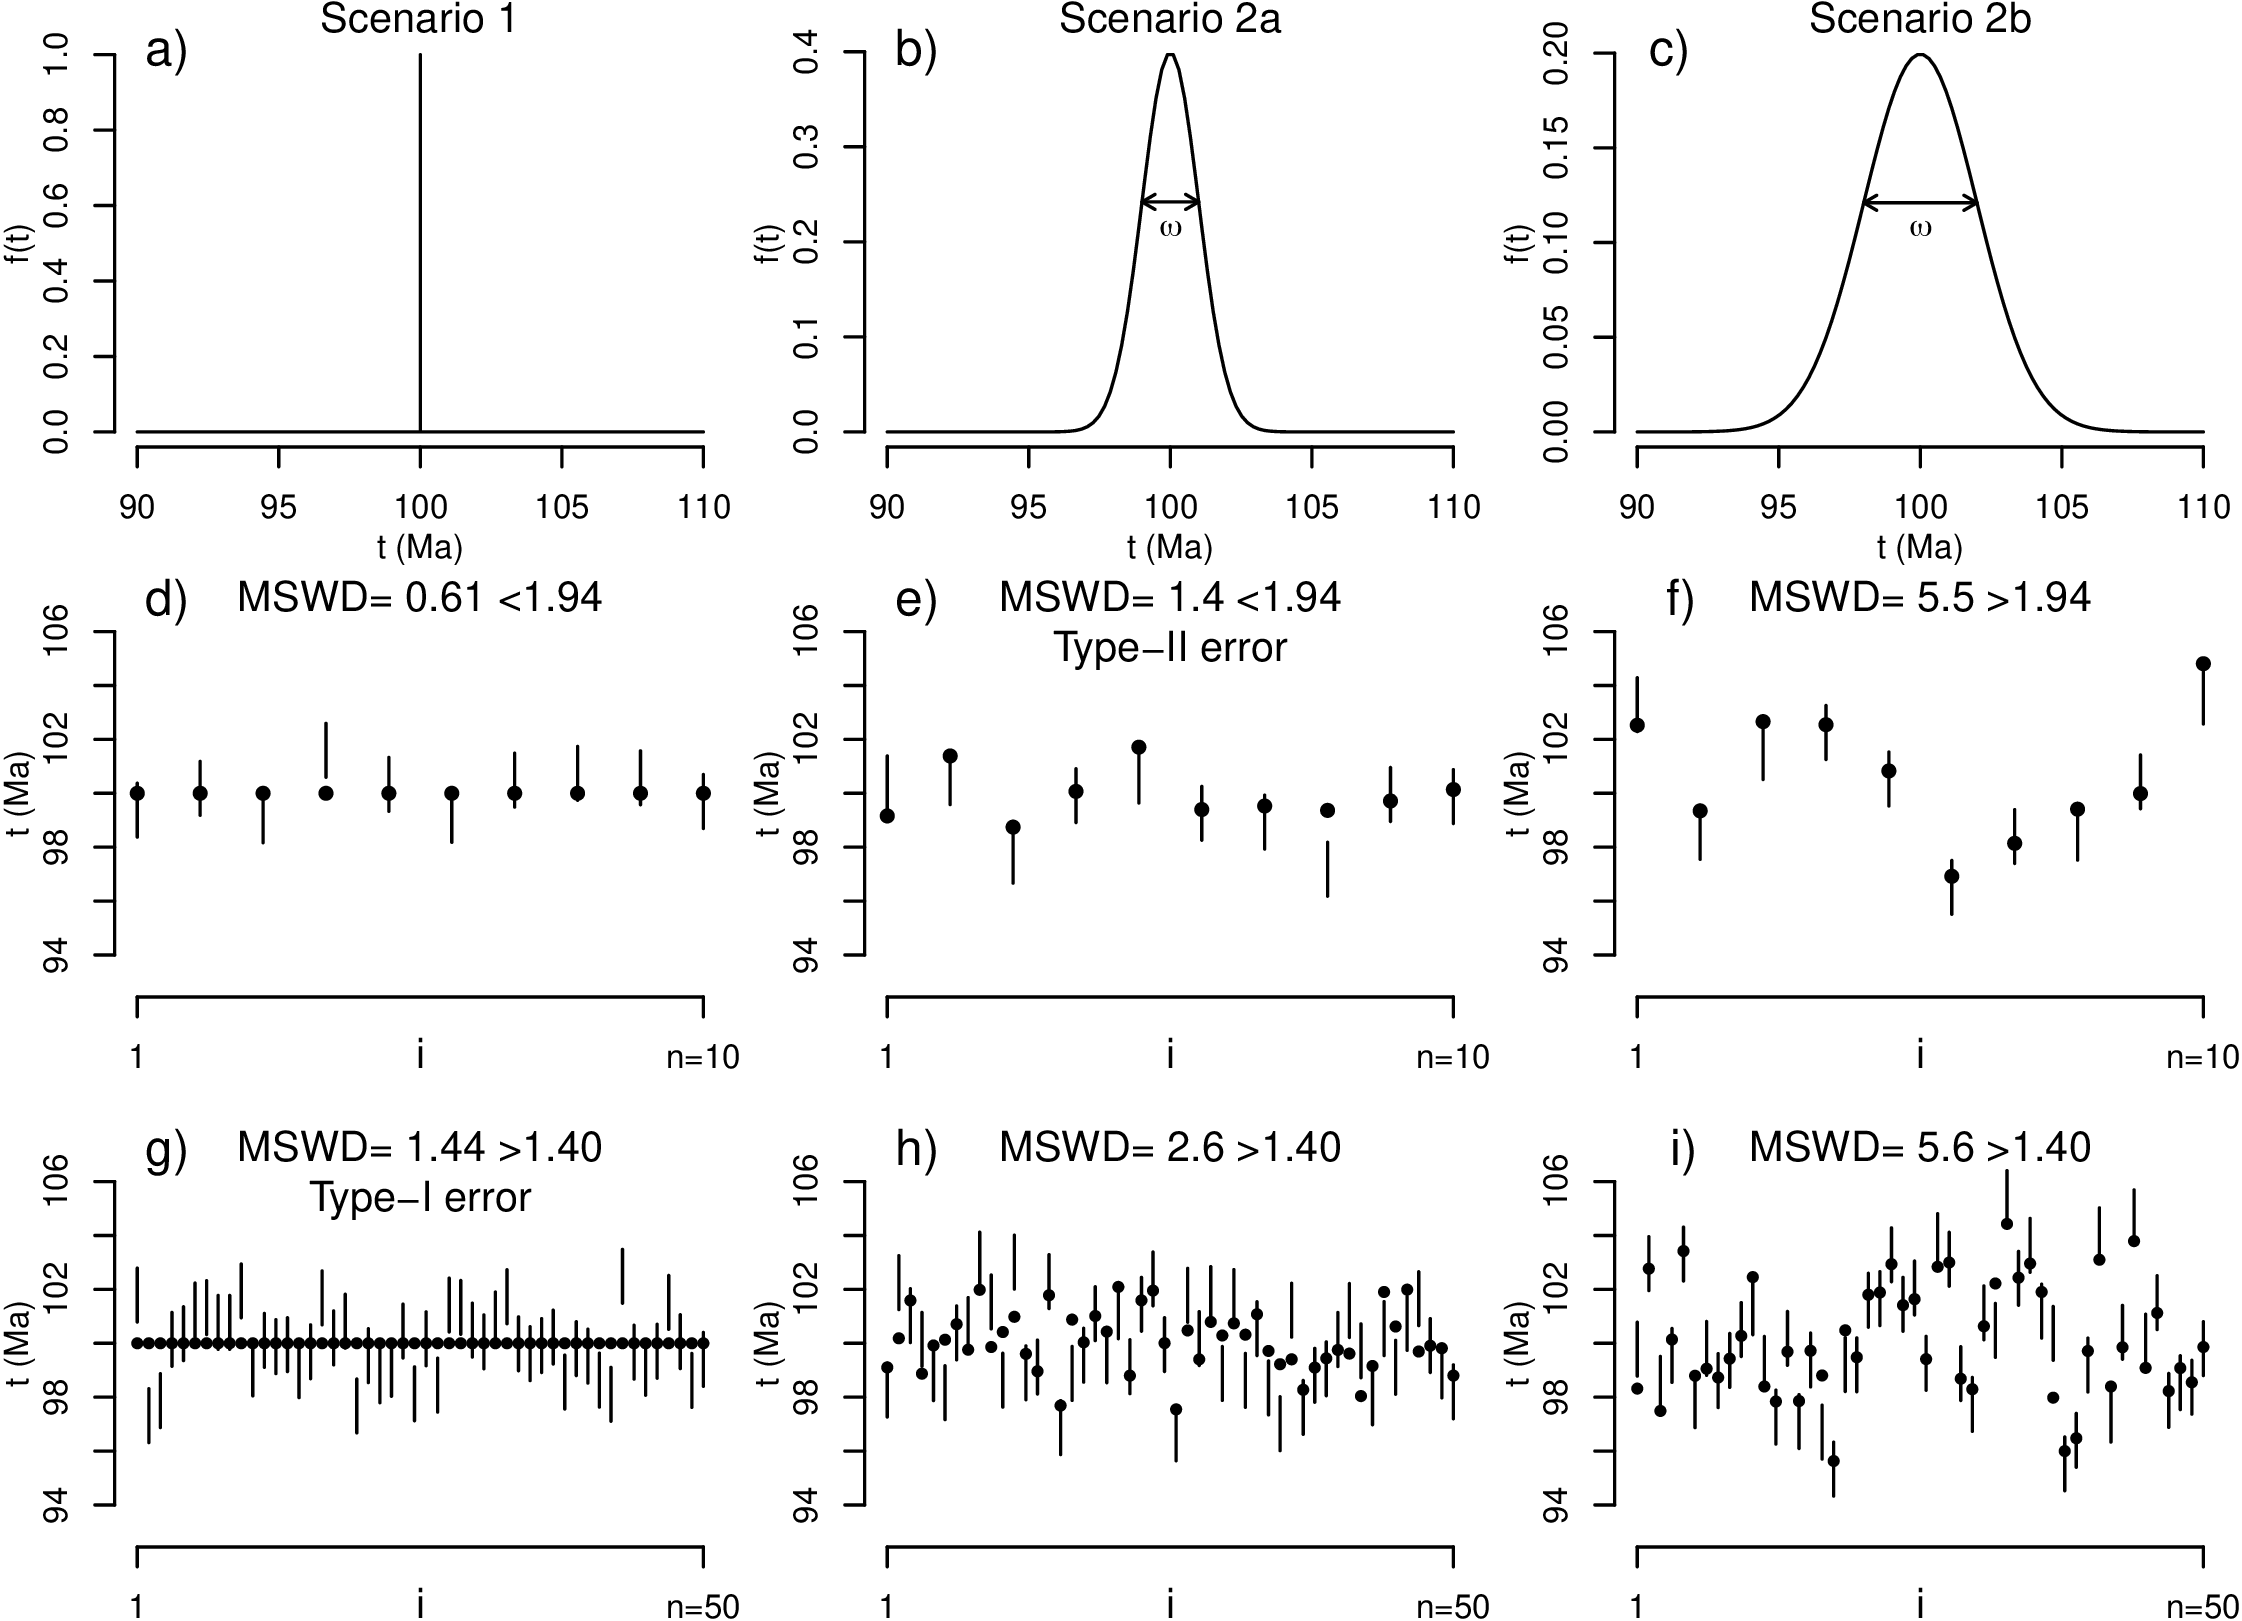 Scenario 1
a)
f(t)
0.0 0.2 0.4 0.6 0.8 1.0
90 95 100 105 110
t (Ma)
Scenario 2a
b)
f(t)
0.0 0.1 0.2 0.3 0.4
ω
90 95 100 105 110
t (Ma)
Scenario 2b
c)
f(t)
0.00 0.05 0.10 0.15 0.20
ω
90 95 100 105 110
t (Ma)
d) MSWD= 0.61 <1.94
t (Ma)
94 98 102 106
1 i n=10
e) MSWD= 1.4 <1.94
Type−II error
t (Ma)
94 98 102 106
1 i n=10
f) MSWD= 5.5 >1.94
t (Ma)
94 98 102 106
1 i n=10
g) MSWD= 1.44 >1.40
Type−I error
t (Ma)
94 98 102 106
1 i n=50
h) MSWD= 2.6 >1.40
t (Ma)
94 98 102 106
1 i n=50
i) MSWD= 5.6 >1.40
t (Ma)
94 98 102 106
1 i n=50